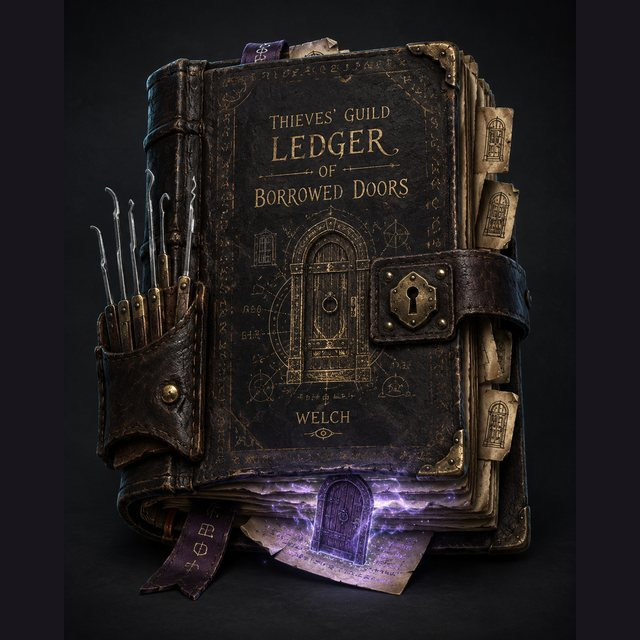 THIEVES' GUILD
LEDGER
OF
BORROWED DOORS
WELCH